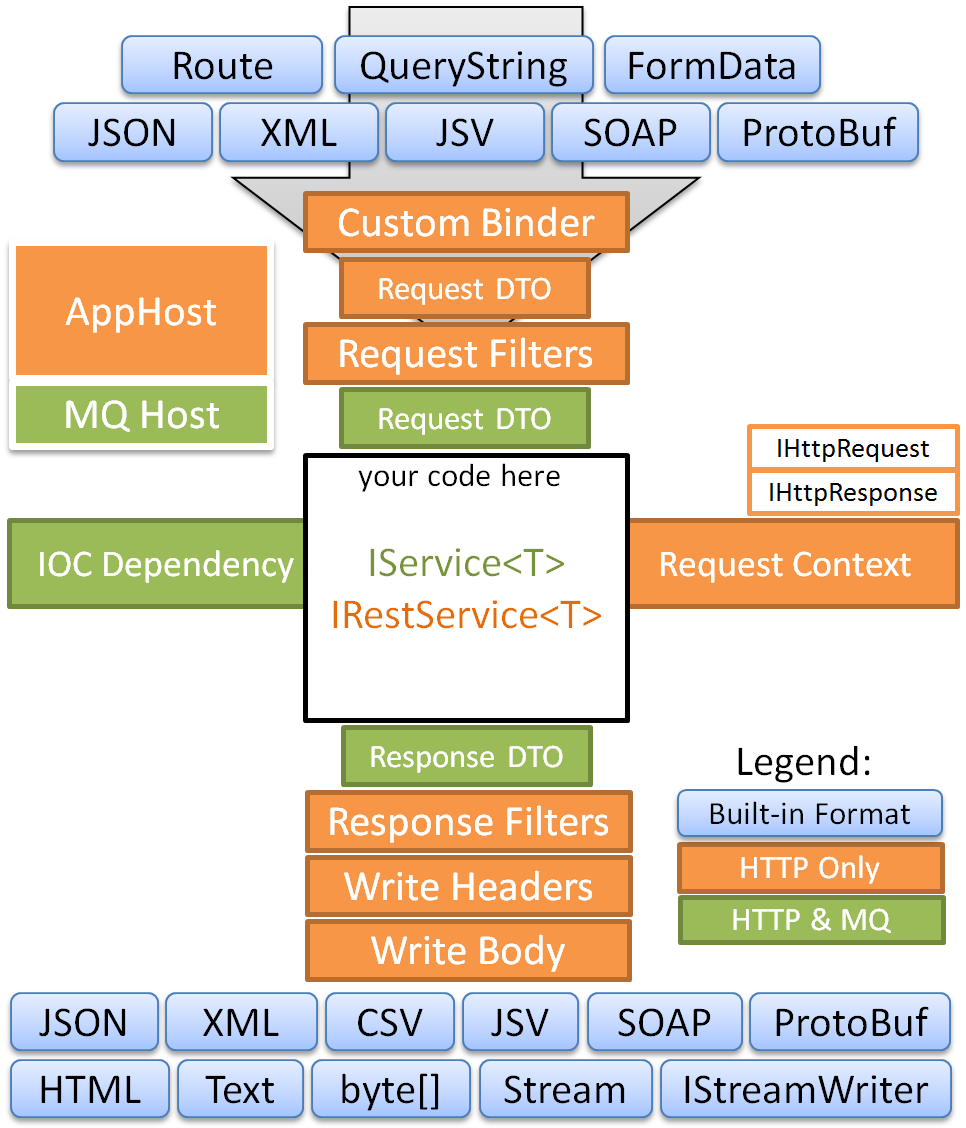 Route QueryString FormData
JSON XML JSV SOAP ProtoBuf
Custom Binder
Request DTO
AppHost
Request Filters
MQ Host
Request DTO
IHttpRequest
your code here
IHttpResponse
IOC Dependency
IService<T>
Request Context
IRestService<T>
Response DTO
Legend:
Built-in Format
Response Filters
HTTP Only
Write Headers
HTTP & MQ
Write Body
JSON XML CSV JSV SOAP ProtoBuf
HTML Text byte[] Stream IStreamWriter